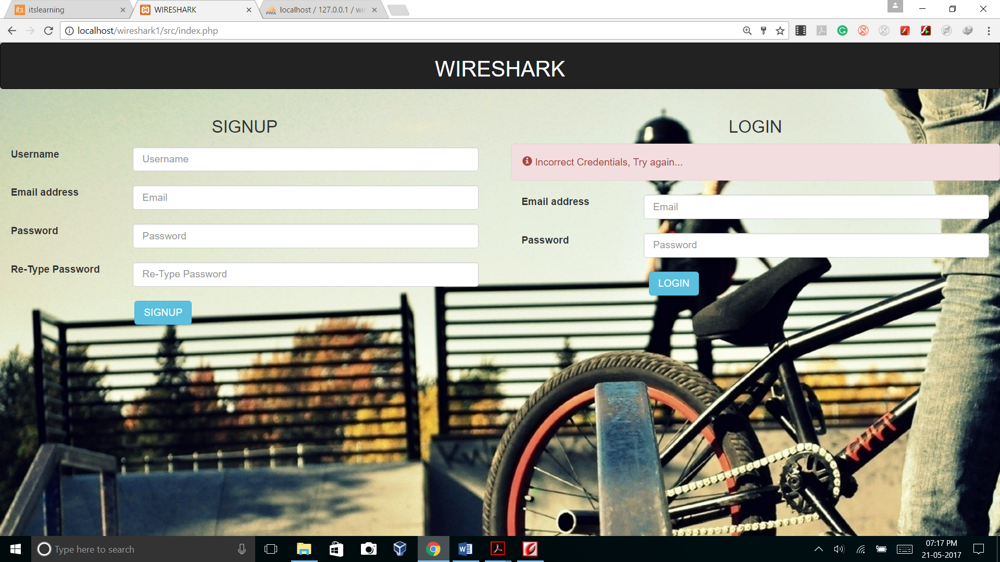 itslearning
WIRESHARK
localhost / 127.0.0.1 / wi
localhost/wireshark1/src/index.php
WIRESHARK
SIGNUP
Username
Username
Email address
Email
Password
Password
Re-Type Password
Re-Type Password
SIGNUP
LOGIN
Incorrect Credentials, Try again...
Email address
Email
Password
Password
LOGIN
CULT
Type here to search
07:17 PM
21-05-2017